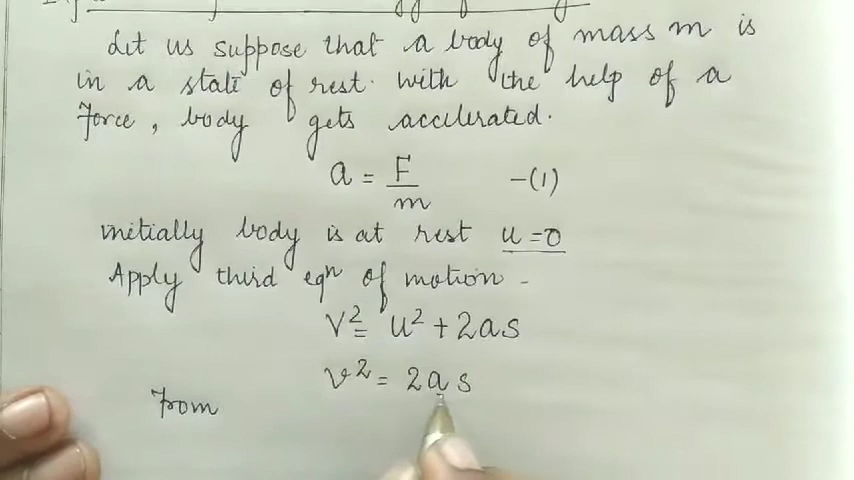 Let us suppose that a body of mass m is
in a state of rest. With the help of a
Force, body gets accilerated.
a = F/m -(1)
initially body is at rest u = 0
Apply third eqn of motion -
V² = u² + 2as
v² = 2as
From